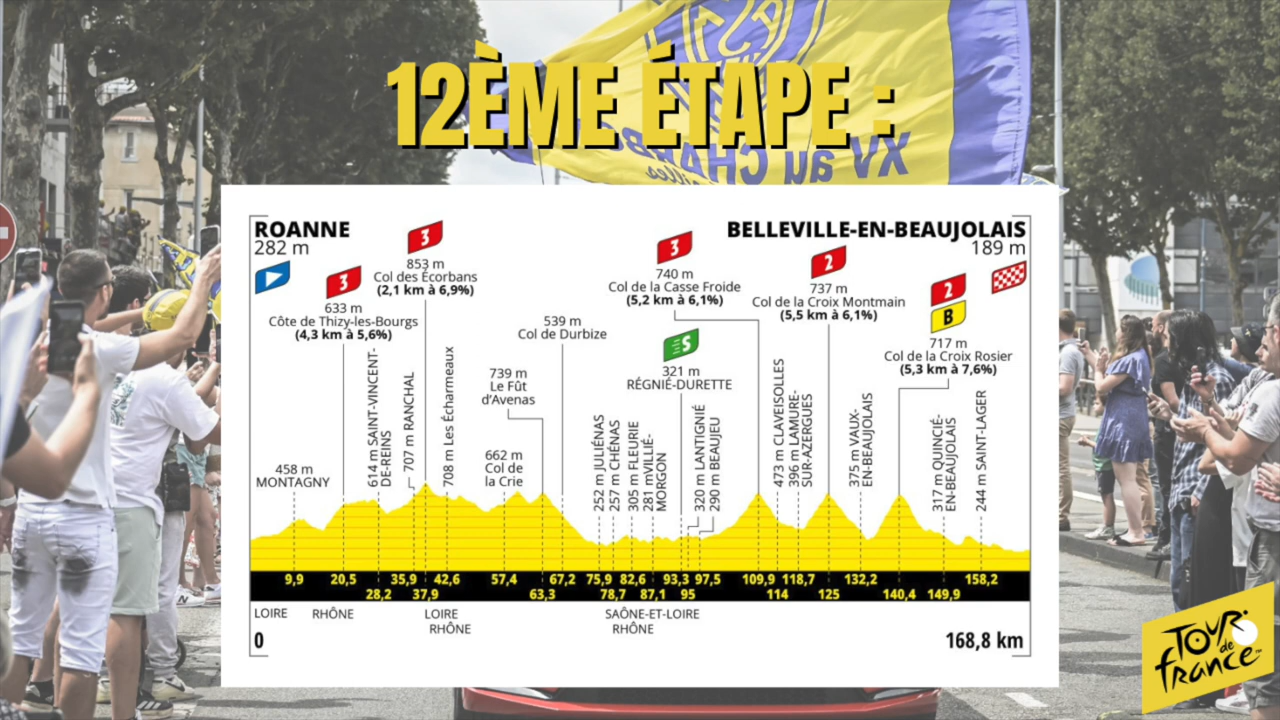 12ÈME ÉTAPE :
XV au CHARB
ROANNE
282 m
BELLEVILLE-EN-BEAUJOLAIS
189 m
3
633 m
Côte de Thizy-les-Bourgs
(4,3 km à 5,6%)
3
853 m
Col des Écorbans
(2,1 km à 6,9%)
539 m
Col de Durbize
739 m
Le Fût
d'Avenas
662 m
Col de
la Crie
3
740 m
Col de la Casse Froide
(5,2 km à 6,1%)
S
321 m
RÉGNIÉ-DURETTE
2
737 m
Col de la Croix Montmain
(5,5 km à 6,1%)
2
B
717 m
Col de la Croix Rosier
(5,3 km à 7,6%)
458 m
MONTAGNY
614 m SAINT-VINCENT-
DE-REINS
707 m RANCHAL
708 m Les Écharmeaux
252 m JULIÉNAS
257 m CHÉNAS
305 m FLEURIE
281 m VILLIÉ-
MORGON
320 m LANTIGNIÉ
290 m BEAUJEU
473 m CLAVEISOLLES
396 m LAMURE-
SUR-AZERGUES
375 m VAUX-
EN-BEAUJOLAIS
317 m QUINCIÉ-
EN-BEAUJOLAIS
244 m SAINT-LAGER
9,9 20,5 35,9 42,6 57,4 67,2 75,9 82,6 93,3 97,5 109,9 118,7 132,2 158,2
28,2 37,9 63,3 78,7 87,1 95 114 125 140,4 149,9
LOIRE RHÔNE LOIRE SAÔNE-ET-LOIRE
RHÔNE RHÔNE
0 168,8 km
TOUR
de
france